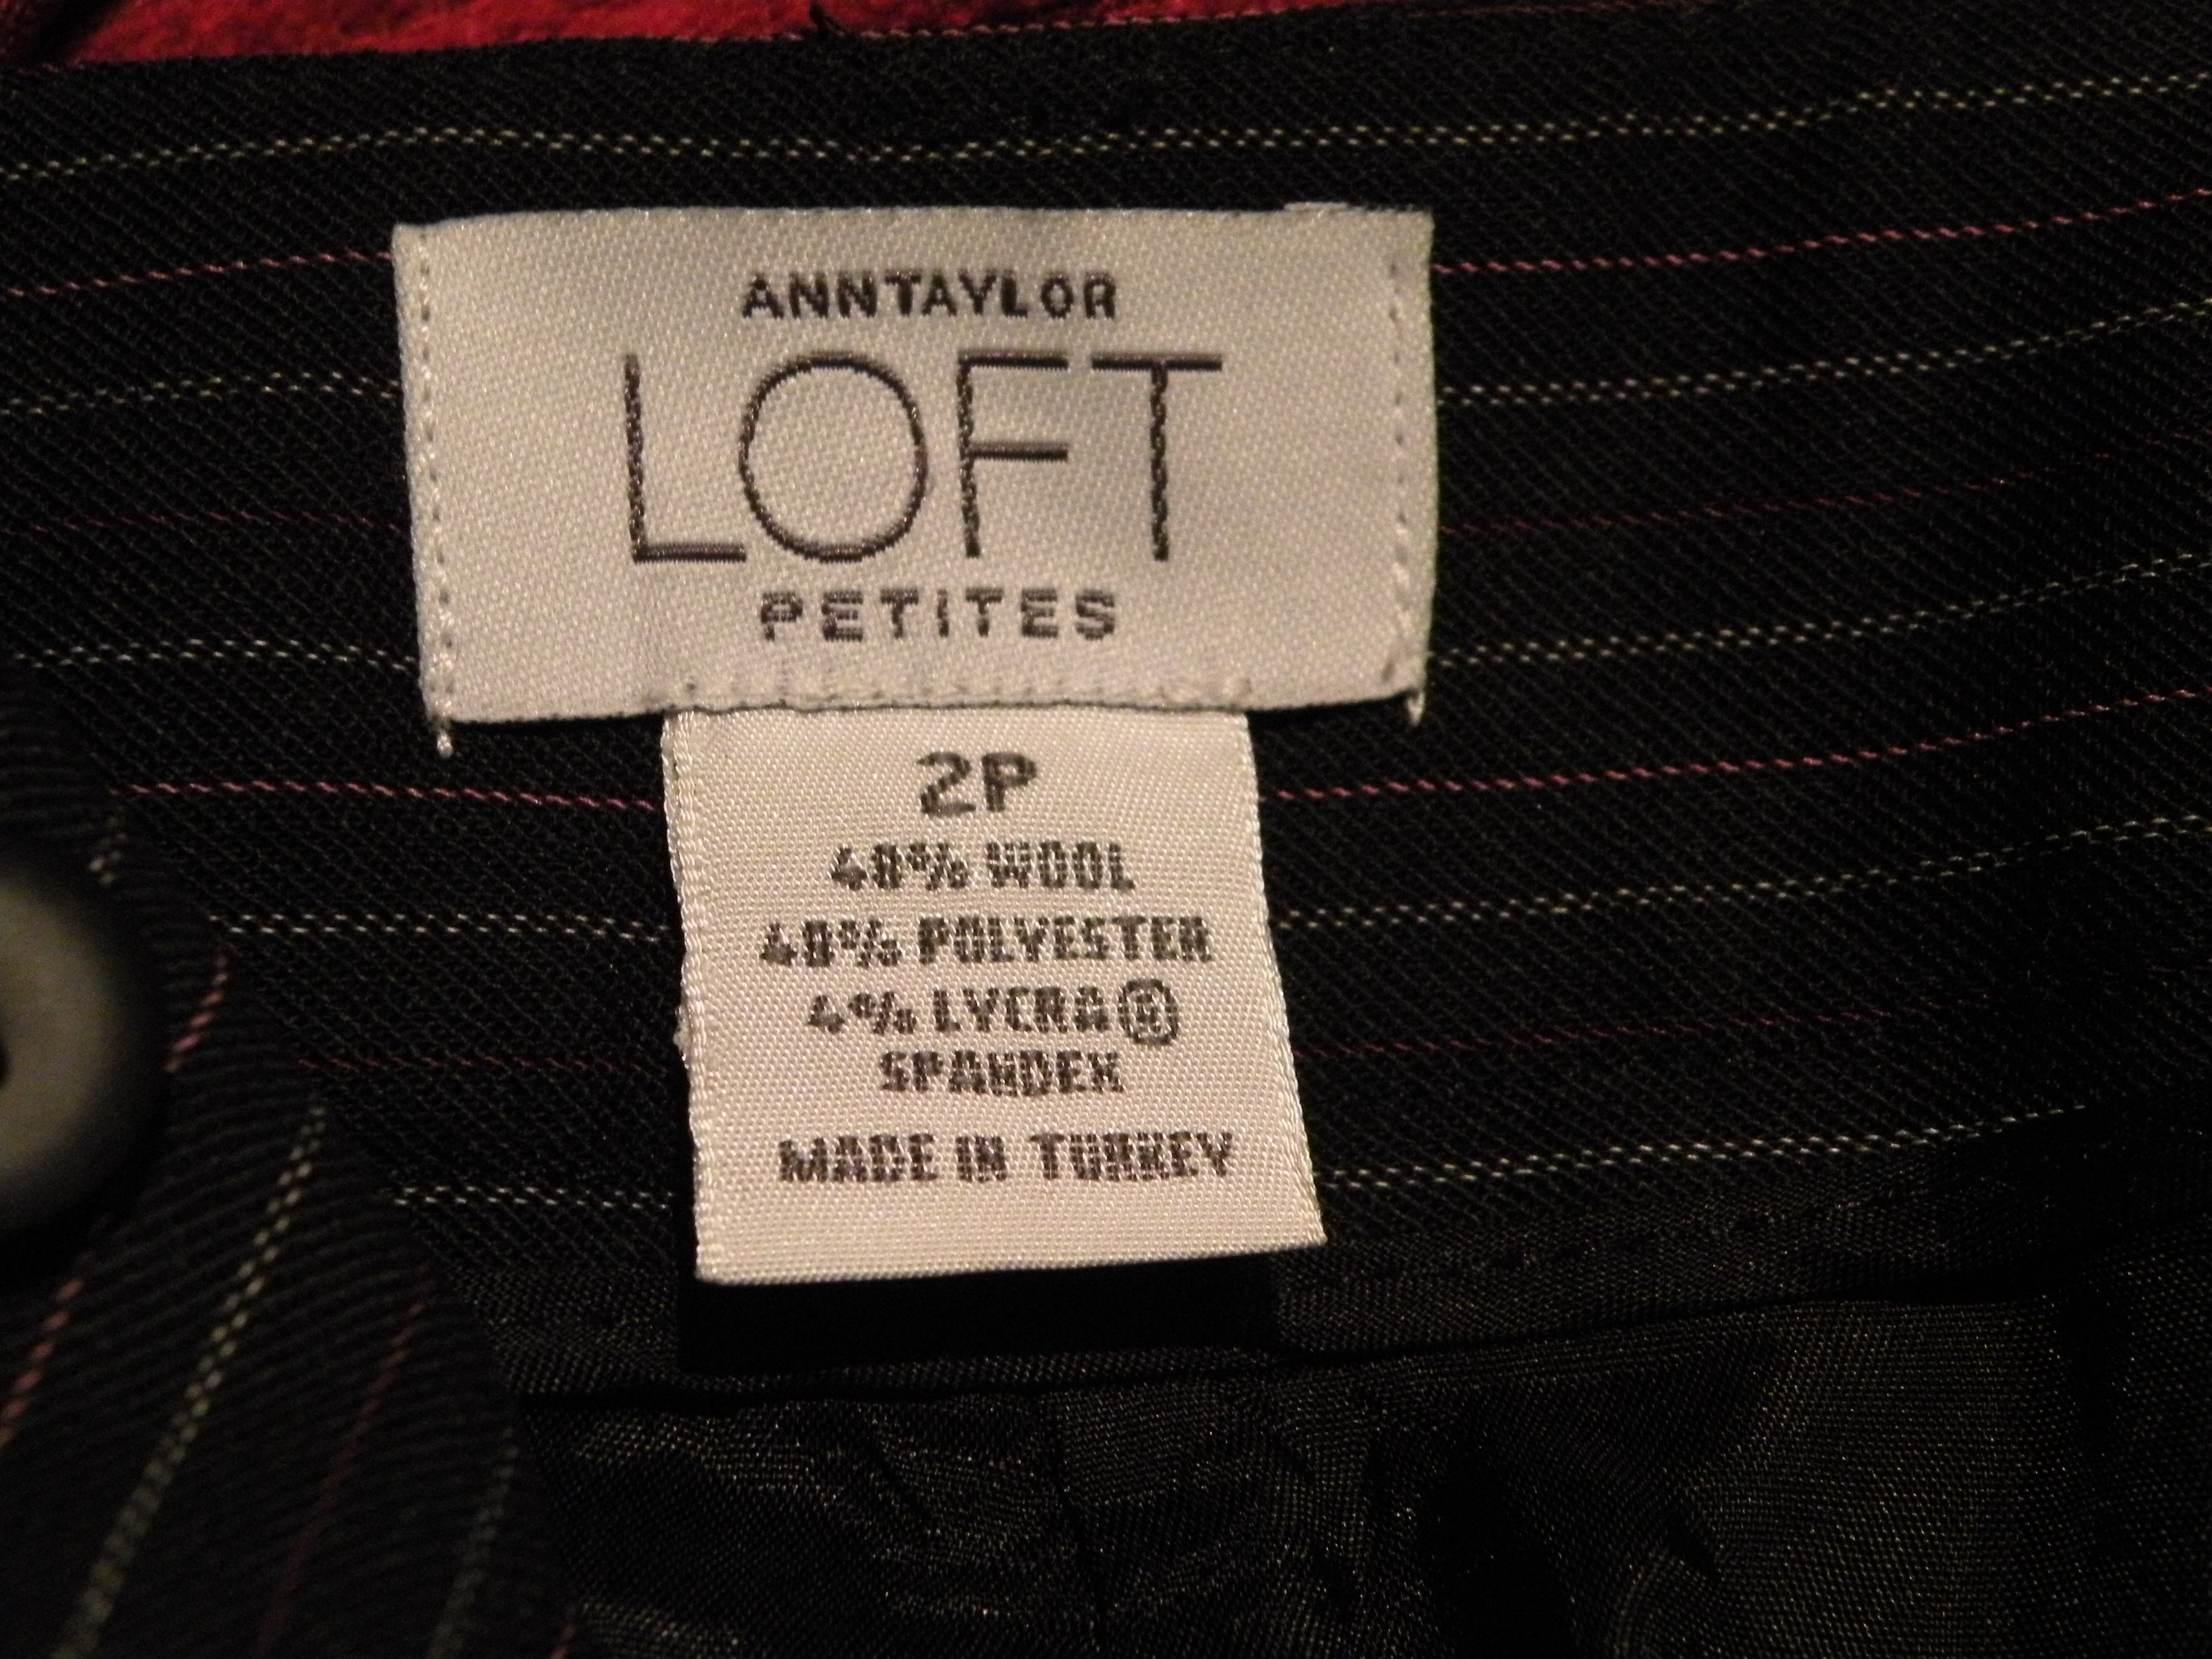 ANNTAYLOR
LOFT
PETITES
2P
48% WOOL
48% POLYESTER
4% LYCRA®
SPANDEX
MADE IN TURKEY